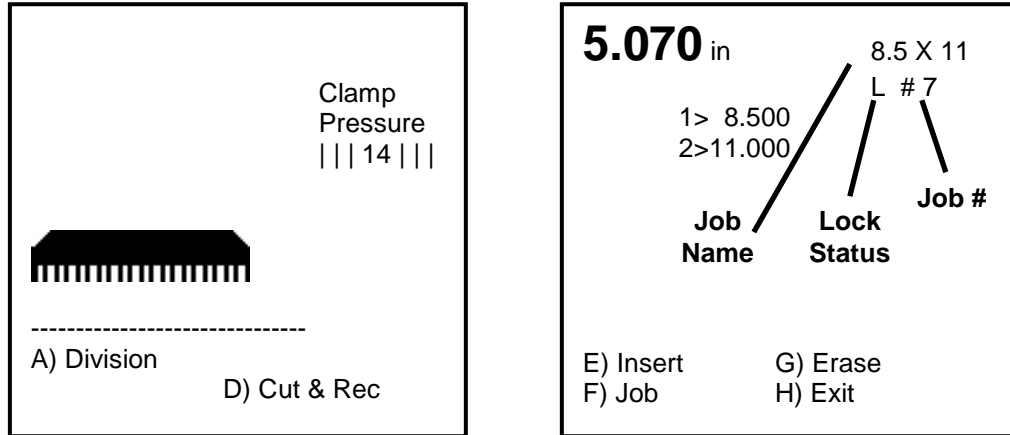 Clamp
Pressure
| | | 14 | | |
------------------------------
A) Division
D) Cut & Rec
5.070 in
8.5 X 11
L # 7
1> 8.500
2>11.000
Job #
Job
Name
Lock
Status
E) Insert G) Erase
F) Job H) Exit